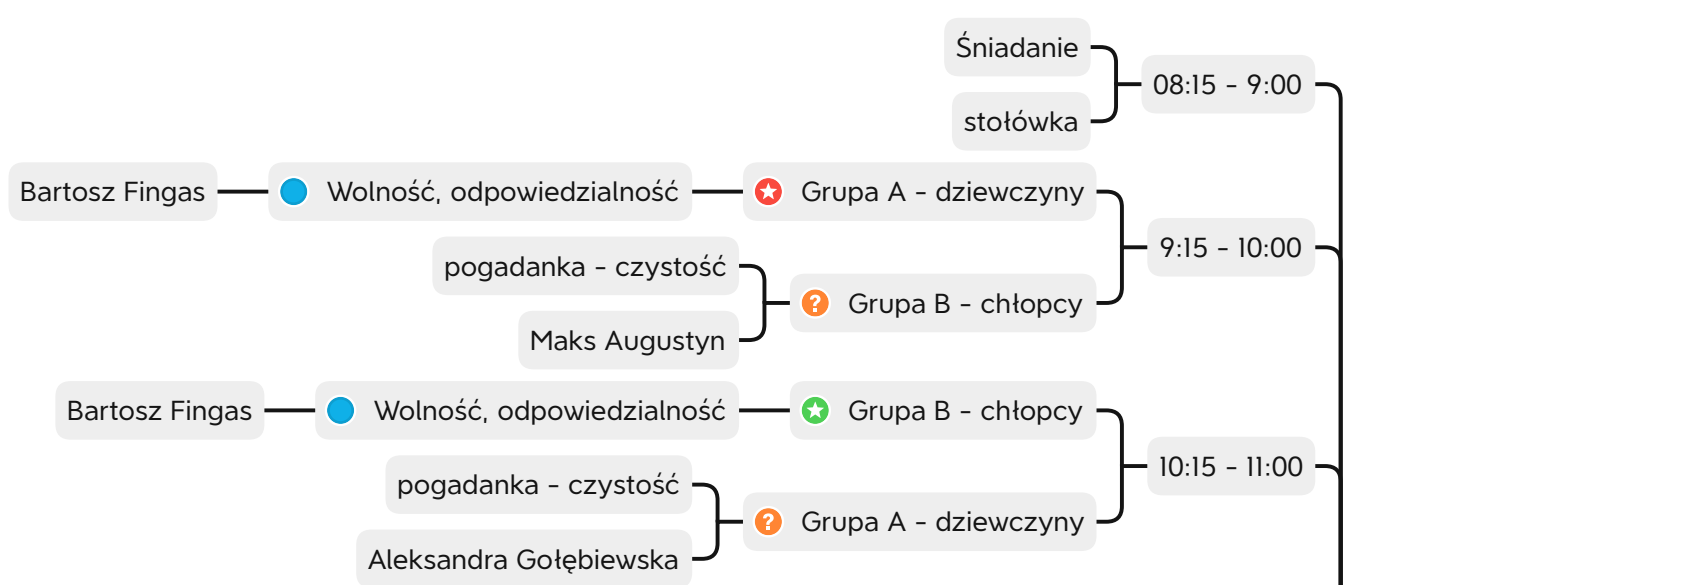 Śniadanie
08:15 - 9:00
stołówka
Bartosz Fingas
Wolność, odpowiedzialność
Grupa A - dziewczyny
9:15 - 10:00
pogadanka - czystość
Grupa B - chłopcy
Maks Augustyn
Bartosz Fingas
Wolność, odpowiedzialność
Grupa B - chłopcy
10:15 - 11:00
pogadanka - czystość
Grupa A - dziewczyny
Aleksandra Gołębiewska